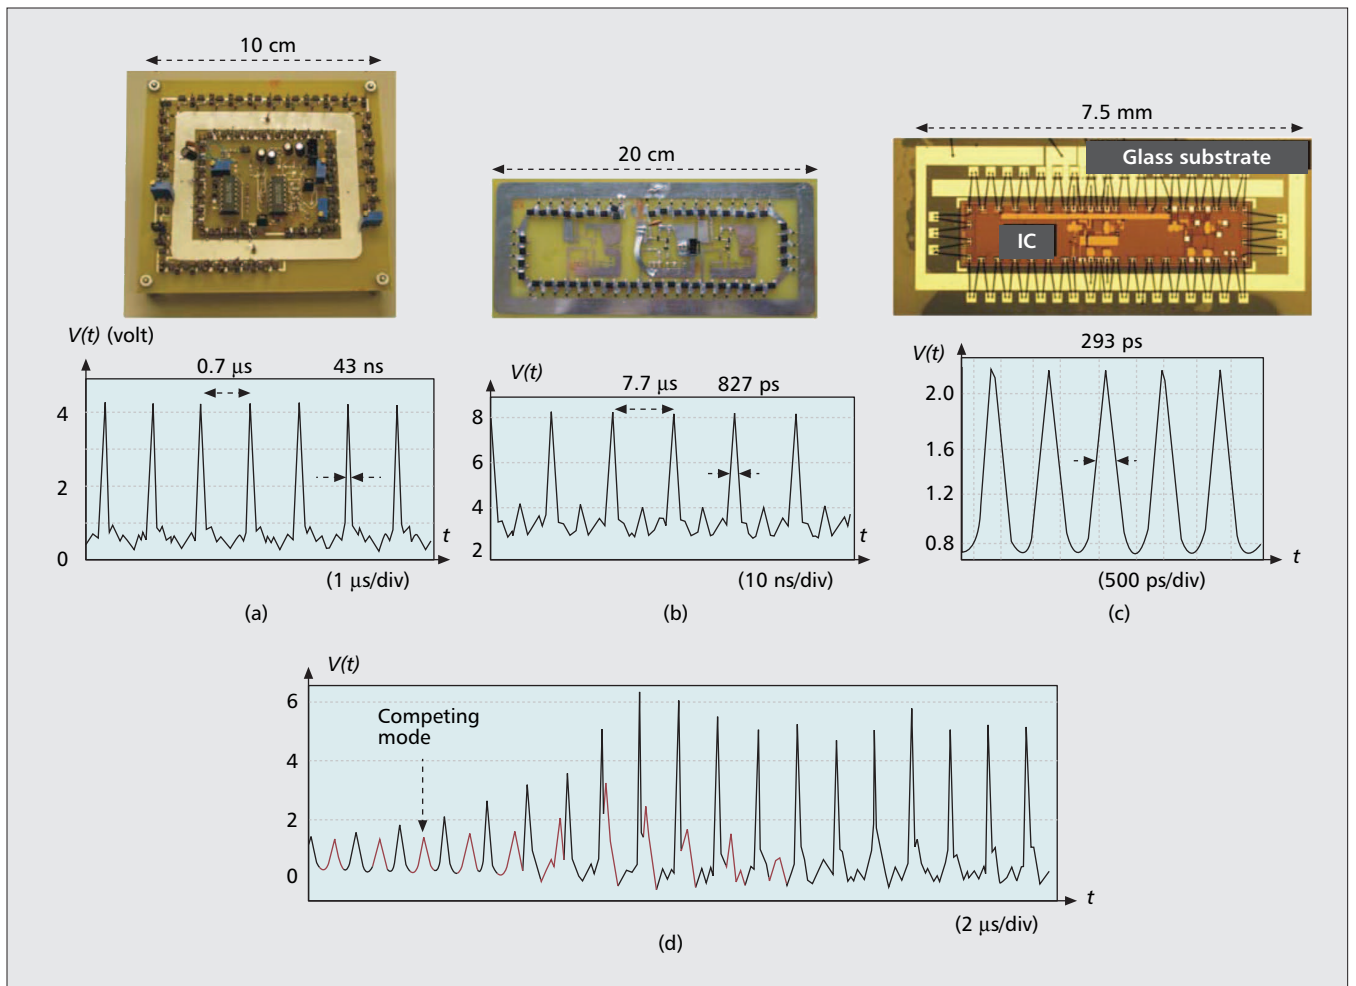 10 cm
20 cm
7.5 mm
Glass substrate
IC
V(t) (volt)
0.7 µs
43 ns
4
2
0
t
(1 µs/div)
(a)
V(t)
7.7 µs
827 ps
8
6
4
2
t
(10 ns/div)
(b)
V(t)
293 ps
2.0
1.6
1.2
0.8
t
(500 ps/div)
(c)
V(t)
6
4
2
0
Competing
mode
t
(2 µs/div)
(d)